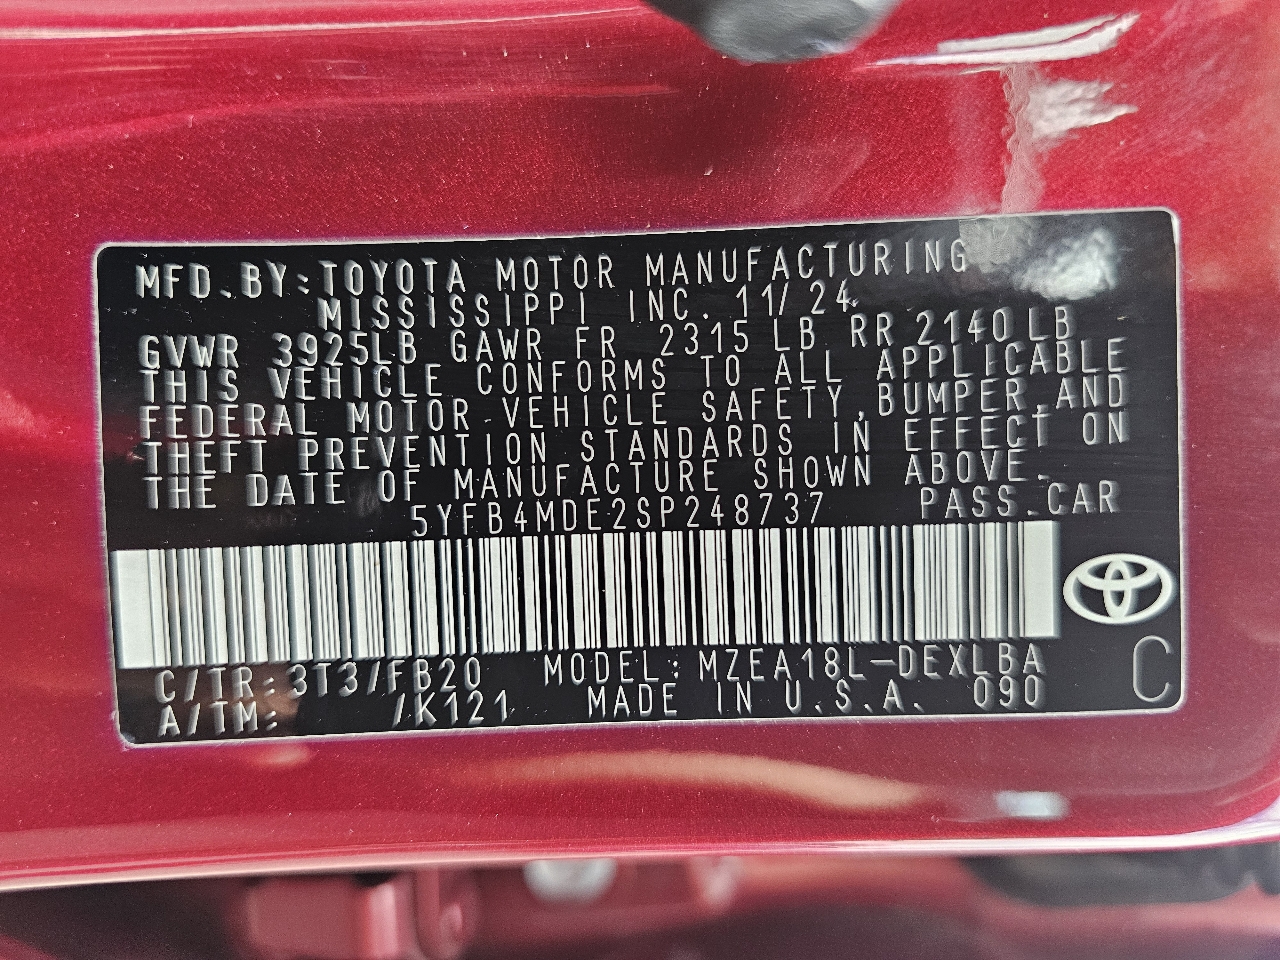 MFD. BY: TOYOTA MOTOR MANUFACTURING
MISSISSIPPI INC. 11/24
GVWR 3925LB GAWR FR 2315 LB RR 2140 LB
THIS VEHICLE CONFORMS TO ALL APPLICABLE
FEDERAL MOTOR VEHICLE SAFETY, BUMPER AND
THEFT PREVENTION STANDARDS IN EFFECT ON
THE DATE OF MANUFACTURE SHOWN ABOVE.
5YFB4MDE2SP248737 PASS. CAR
C/TR: 3T3/FB20 MODEL: MZEA18L-DEXLBA
A/TM: /K121 MADE IN U.S.A. 090
C